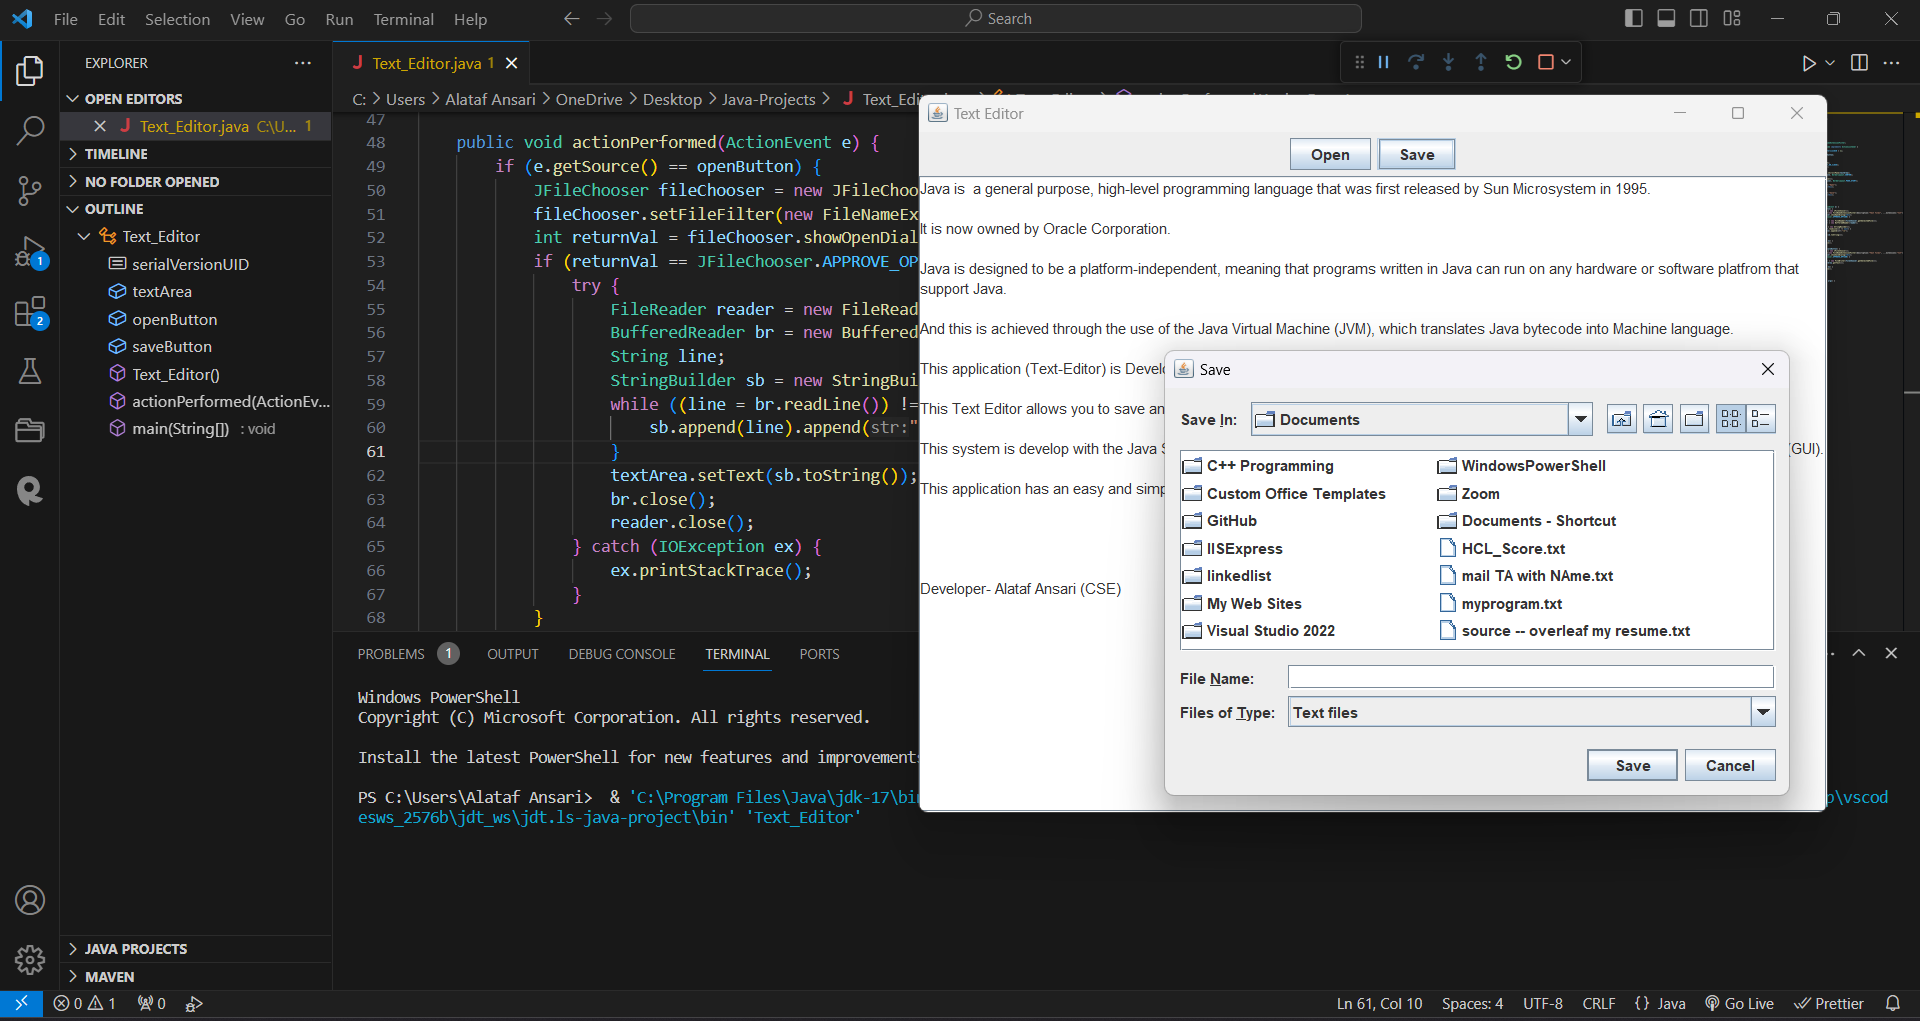 File Edit Selection View Go Run Terminal Help
Search
EXPLORER
OPEN EDITORS
Text_Editor.java C:\U... 1
TIMELINE
NO FOLDER OPENED
OUTLINE
Text_Editor
serialVersionUID
textArea
openButton
saveButton
Text_Editor()
actionPerformed(ActionEv...
main(String[]) : void
JAVA PROJECTS
MAVEN
1
2
Text_Editor.java 1
C: > Users > Alataf Ansari > OneDrive > Desktop > Java-Projects > Text_Edi
47
48 public void actionPerformed(ActionEvent e) {
49 if (e.getSource() == openButton) {
50 JFileChooser fileChooser = new JFileChoo
51 fileChooser.setFileFilter(new FileNameEx
52 int returnVal = fileChooser.showOpenDial
53 if (returnVal == JFileChooser.APPROVE_OP
54 try {
55 FileReader reader = new FileRead
56 BufferedReader br = new Buffered
57 String line;
58 StringBuilder sb = new StringBui
59 while ((line = br.readLine()) !=
60 sb.append(line).append(str:"
61 }
62 textArea.setText(sb.toString());
63 br.close();
64 reader.close();
65 } catch (IOException ex) {
66 ex.printStackTrace();
67 }
68 }
PROBLEMS 1 OUTPUT DEBUG CONSOLE TERMINAL PORTS
Windows PowerShell
Copyright (C) Microsoft Corporation. All rights reserved.
Install the latest PowerShell for new features and improvement
PS C:\Users\Alataf Ansari> & 'C:\Program Files\Java\jdk-17\bi
p\vscod
esws_2576b\jdt_ws\jdt.ls-java-project\bin' 'Text_Editor'
Text Editor
Open Save
Java is a general purpose, high-level programming language that was first released by Sun Microsystem in 1995.
It is now owned by Oracle Corporation.
Java is designed to be a platform-independent, meaning that programs written in Java can run on any hardware or software platfrom that
support Java.
And this is achieved through the use of the Java Virtual Machine (JVM), which translates Java bytecode into Machine language.
This application (Text-Editor) is Develo
This Text Editor allows you to save an
This system is develop with the Java S
(GUI).
This application has an easy and simp
Developer- Alataf Ansari (CSE)
Save
Save In: Documents
C++ Programming
Custom Office Templates
GitHub
IISExpress
linkedlist
My Web Sites
Visual Studio 2022
WindowsPowerShell
Zoom
Documents - Shortcut
HCL_Score.txt
mail TA with NAme.txt
myprogram.txt
source -- overleaf my resume.txt
File Name:
Files of Type: Text files
Save Cancel
0 1 0
Ln 61, Col 10 Spaces: 4 UTF-8 CRLF {} Java Go Live Prettier